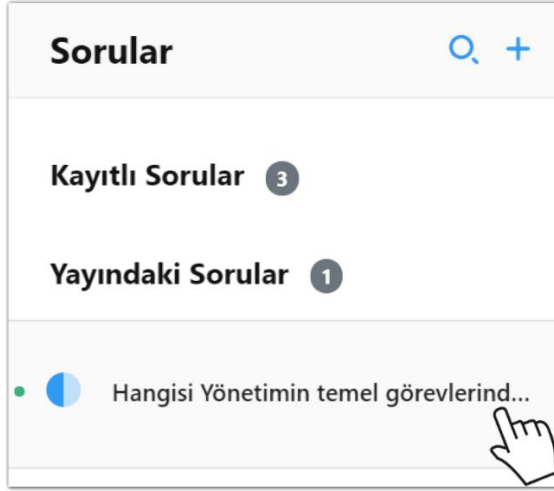 Sorular
Kayıtlı Sorular 3
Yayındaki Sorular 1
Hangisi Yönetimin temel görevlerind...